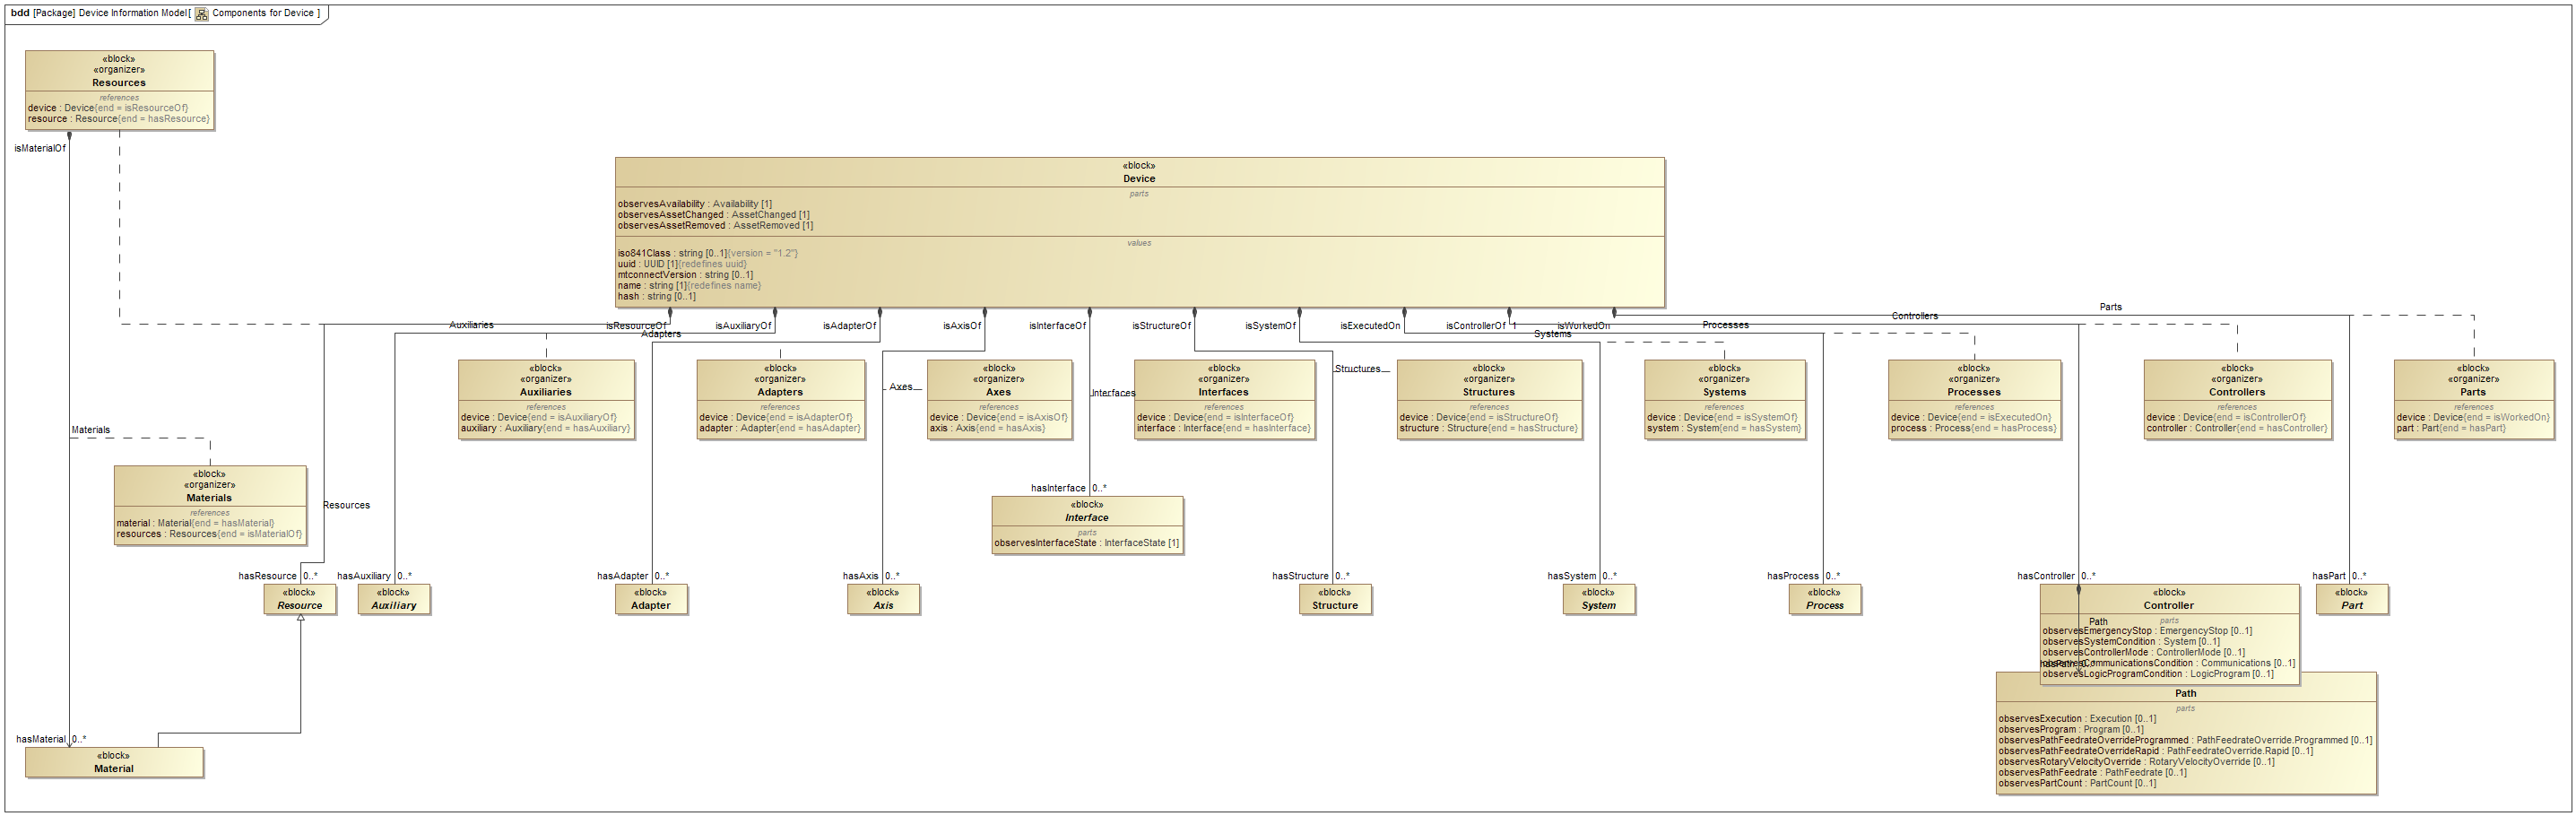 bdd [Package] Device Information Model[ Components for Device ]
«block»
«organizer»
Resources
references
device : Device{end = isResourceOf}
resource : Resource{end = hasResource}
isMaterialOf
«block»
Device
parts
observesAvailability : Availability [1]
observesAssetChanged : AssetChanged [1]
observesAssetRemoved : AssetRemoved [1]
values
iso841Class : string [0..1]{version = "1.2"}
uuid : UUID [1]{redefines uuid}
mtconnectVersion : string [0..1]
name : string [1]{redefines name}
hash : string [0..1]
isResourceOf
isAuxiliaryOf
isAdapterOf
isAxisOf
isInterfaceOf
isStructureOf
isSystemOf
isExecutedOn
isControllerOf 1
isWorkedOn
Auxiliaries
Adapters
Systems
Processes
Controllers
Parts
«block»
«organizer»
Auxiliaries
references
device : Device{end = isAuxiliaryOf}
auxiliary : Auxiliary{end = hasAuxiliary}
«block»
«organizer»
Adapters
references
device : Device{end = isAdapterOf}
adapter : Adapter{end = hasAdapter}
Axes
«block»
«organizer»
Axes
references
device : Device{end = isAxisOf}
axis : Axis{end = hasAxis}
Interfaces
«block»
«organizer»
Interfaces
references
device : Device{end = isInterfaceOf}
interface : Interface{end = hasInterface}
Structures
«block»
«organizer»
Structures
references
device : Device{end = isStructureOf}
structure : Structure{end = hasStructure}
«block»
«organizer»
Systems
references
device : Device{end = isSystemOf}
system : System{end = hasSystem}
«block»
«organizer»
Processes
references
device : Device{end = isExecutedOn}
process : Process{end = hasProcess}
«block»
«organizer»
Controllers
references
device : Device{end = isControllerOf}
controller : Controller{end = hasController}
«block»
«organizer»
Parts
references
device : Device{end = isWorkedOn}
part : Part{end = hasPart}
Materials
«block»
«organizer»
Materials
references
material : Material{end = hasMaterial}
resources : Resources{end = isMaterialOf}
Resources
hasInterface 0..*
«block»
Interface
parts
observesInterfaceState : InterfaceState [1]
hasResource 0..*
«block»
Resource
hasAuxiliary 0..*
«block»
Auxiliary
hasAdapter 0..*
«block»
Adapter
hasAxis 0..*
«block»
Axis
hasStructure 0..*
«block»
Structure
hasSystem 0..*
«block»
System
hasProcess 0..*
«block»
Process
hasController 0..*
«block»
Controller
parts
Path
observesEmergencyStop : EmergencyStop [0..1]
observesSystemCondition : System [0..1]
observesControllerMode : ControllerMode [0..1]
observesCommunicationsCondition : Communications [0..1]
observesLogicProgramCondition : LogicProgram [0..1]
hasPath 0..*
hasPart 0..*
«block»
Part
Path
parts
observesExecution : Execution [0..1]
observesProgram : Program [0..1]
observesPathFeedrateOverrideProgrammed : PathFeedrateOverride.Programmed [0..1]
observesPathFeedrateOverrideRapid : PathFeedrateOverride.Rapid [0..1]
observesRotaryVelocityOverride : RotaryVelocityOverride [0..1]
observesPathFeedrate : PathFeedrate [0..1]
observesPartCount : PartCount [0..1]
hasMaterial 0..*
«block»
Material